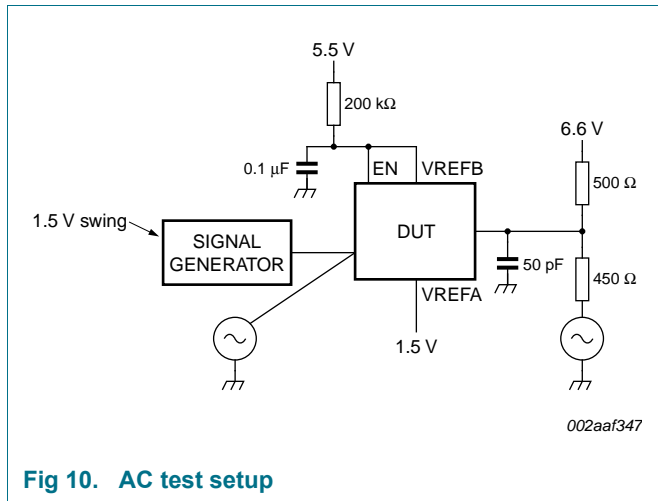 5.5 V
200 kΩ
6.6 V
0.1 μF
EN
VREFB
500 Ω
1.5 V swing
SIGNAL
GENERATOR
DUT
50 pF
450 Ω
VREFA
1.5 V
002aaf347
Fig 10. AC test setup